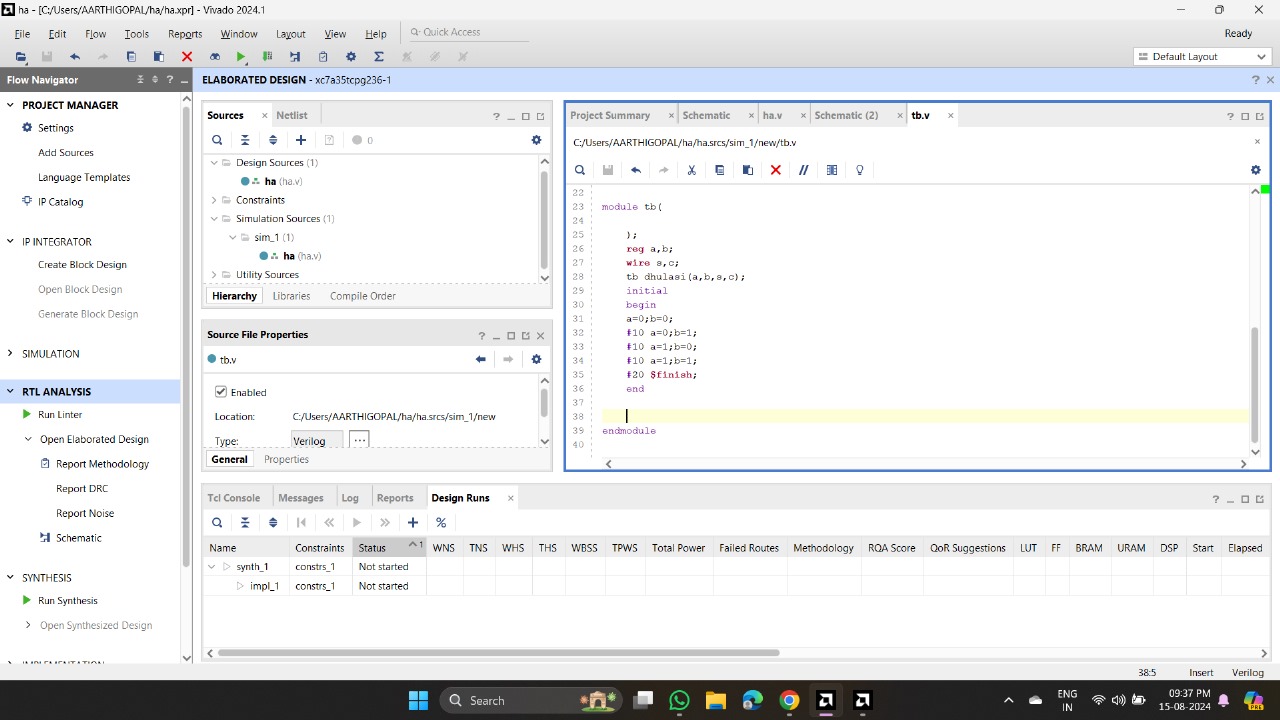 ha - [C:/Users/AARTHIGOPAL/ha/ha.xpr] - Vivado 2024.1
File Edit Flow Tools Reports Window Layout View Help Quick Access Ready
Default Layout
Flow Navigator
ELABORATED DESIGN - xc7a35tcpg236-1
PROJECT MANAGER
Settings
Add Sources
Language Templates
IP Catalog
IP INTEGRATOR
Create Block Design
Open Block Design
Generate Block Design
SIMULATION
RTL ANALYSIS
Run Linter
Open Elaborated Design
Report Methodology
Report DRC
Report Noise
Schematic
SYNTHESIS
Run Synthesis
Open Synthesized Design
IMPLEMENTATION
Sources Netlist
0
Design Sources (1)
ha (ha.v)
Constraints
Simulation Sources (1)
sim_1 (1)
ha (ha.v)
Utility Sources
Hierarchy Libraries Compile Order
Source File Properties
tb.v
Enabled
Location: C:/Users/AARTHIGOPAL/ha/ha.srcs/sim_1/new
Type: Verilog
General Properties
Project Summary Schematic ha.v Schematic (2) tb.v
C:/Users/AARTHIGOPAL/ha/ha.srcs/sim_1/new/tb.v
22
23 module tb(
24
25 );
26 reg a,b;
27 wire s,c;
28 tb dhulasi(a,b,s,c);
29 initial
30 begin
31 a=0;b=0;
32 #10 a=0;b=1;
33 #10 a=1;b=0;
34 #10 a=1;b=1;
35 #20 $finish;
36 end
37
38
39 endmodule
40
Tcl Console Messages Log Reports Design Runs
Name Constraints Status 1 WNS TNS WHS THS WBSS TPWS Total Power Failed Routes Methodology RQA Score QoR Suggestions LUT FF BRAM URAM DSP Start Elapsed
synth_1 constrs_1 Not started
impl_1 constrs_1 Not started
38:5 Insert Verilog
Search
ENG
IN
09:37 PM
15-08-2024
PRE